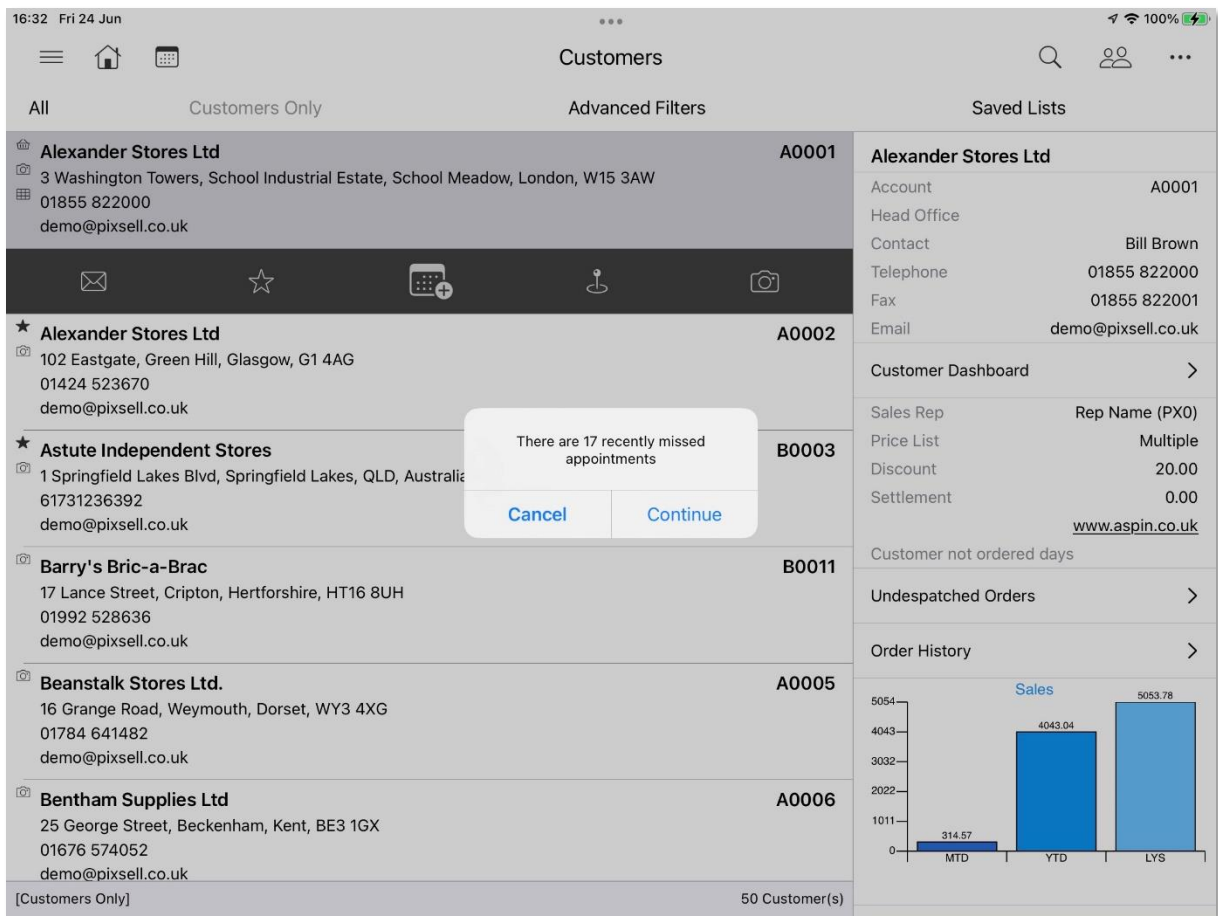 16:32 Fri 24 Jun
100%
Customers
All
Customers Only
Advanced Filters
Saved Lists
Alexander Stores Ltd A0001
3 Washington Towers, School Industrial Estate, School Meadow, London, W15 3AW
01855 822000
demo@pixsell.co.uk
Alexander Stores Ltd A0002
102 Eastgate, Green Hill, Glasgow, G1 4AG
01424 523670
demo@pixsell.co.uk
Astute Independent Stores B0003
1 Springfield Lakes Blvd, Springfield Lakes, QLD, Australia
61731236392
demo@pixsell.co.uk
Barry's Bric-a-Brac B0011
17 Lance Street, Cripton, Hertforshire, HT16 8UH
01992 528636
demo@pixsell.co.uk
Beanstalk Stores Ltd. A0005
16 Grange Road, Weymouth, Dorset, WY3 4XG
01784 641482
demo@pixsell.co.uk
Bentham Supplies Ltd A0006
25 George Street, Beckenham, Kent, BE3 1GX
01676 574052
demo@pixsell.co.uk
[Customers Only] 50 Customer(s)
There are 17 recently missed
appointments
Cancel Continue
Alexander Stores Ltd
Account A0001
Head Office
Contact Bill Brown
Telephone 01855 822000
Fax 01855 822001
Email demo@pixsell.co.uk
Customer Dashboard
Sales Rep Rep Name (PX0)
Price List Multiple
Discount 20.00
Settlement 0.00
www.aspin.co.uk
Customer not ordered days
Undespatched Orders
Order History
Sales
5054
4043
3032
2022
1011
0
314.57
4043.04
5053.78
MTD YTD LYS